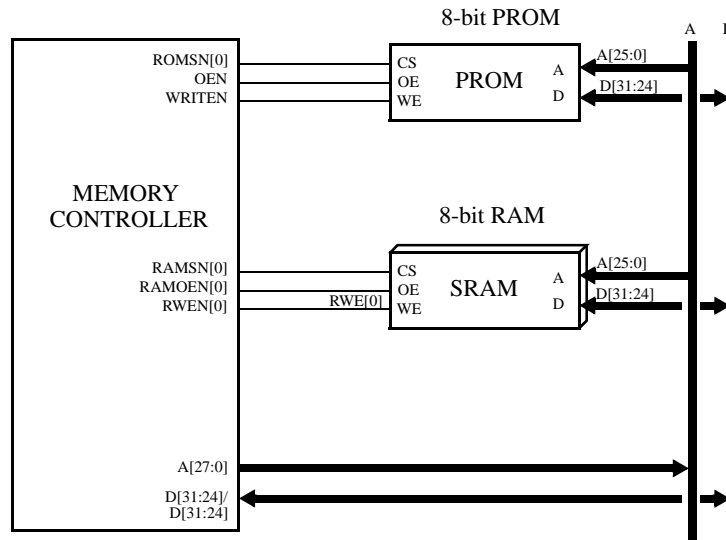 8-bit PROM
A
ROMSN[0]
OEN
WRITEN
CS
OE
WE
PROM
A
D
A[25:0]
D[31:24]
MEMORY
CONTROLLER
8-bit RAM
RAMSN[0]
RAMOEN[0]
RWEN[0]
RWE[0]
CS
OE
WE
SRAM
A
D
A[25:0]
D[31:24]
A[27:0]
D[31:24]/
D[31:24]